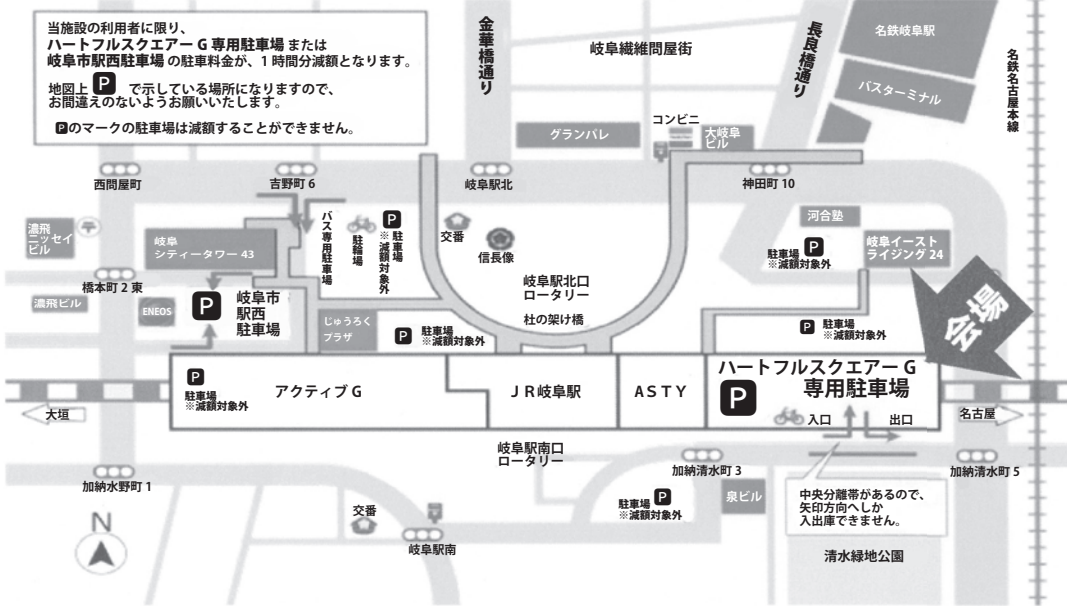 当施設の利用者に限り、
ハートフルスクエアー G 専用駐車場 または
岐阜市駅西駐車場 の駐車料金が、1 時間分減額となります。
地図上 P で示している場所になりますので、
お間違えのないようお願いいたします。
Pのマークの駐車場は減額することができません。
金華橋通り
岐阜繊維問屋街
長良橋通り
名鉄岐阜駅
バスターミナル
名鉄名古屋本線
グランパレ
コンビニ
大岐阜
ビル
西問屋町
吉野町 6
岐阜駅北
神田町 10
濃飛
ニッセイ
ビル
岐阜
シティータワー 43
バス専用駐車場
駐輪場
P
駐車場
※減額対象外
交番
信長像
岐阜駅北口
ロータリー
杜の架け橋
河合塾
駐車場 P
※減額対象外
岐阜イースト
ライジング 24
橋本町 2 東
濃飛ビル
ENEOS
P
岐阜市
駅西
駐車場
じゅうろく
プラザ
P 駐車場
※減額対象外
P 駐車場
※減額対象外
会場
P
駐車場
※減額対象外
アクティブ G
JR岐阜駅
ASTY
ハートフルスクエアー G
専用駐車場
P
入口
出口
大垣
名古屋
岐阜駅南口
ロータリー
加納水野町 1
加納清水町 3
加納清水町 5
駐車場 P
※減額対象外
泉ビル
中央分離帯があるので、
矢印方向へしか
入出庫できません。
交番
岐阜駅南
清水緑地公園
N